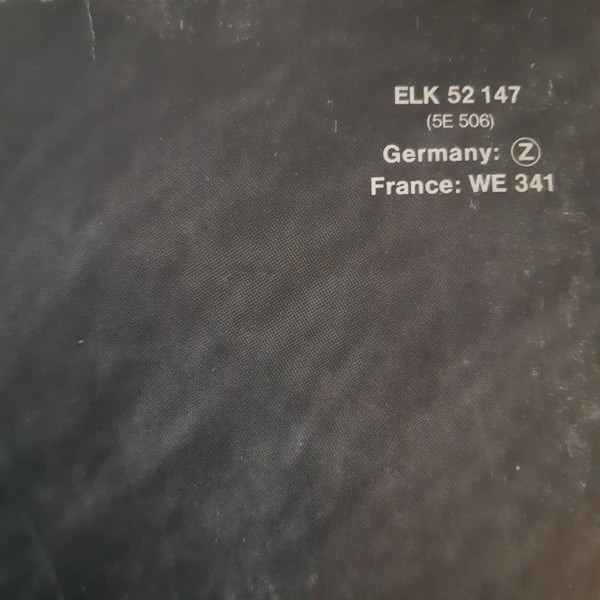 ELK 52 147
(5E 506)
Germany: Ⓩ
France: WE 341